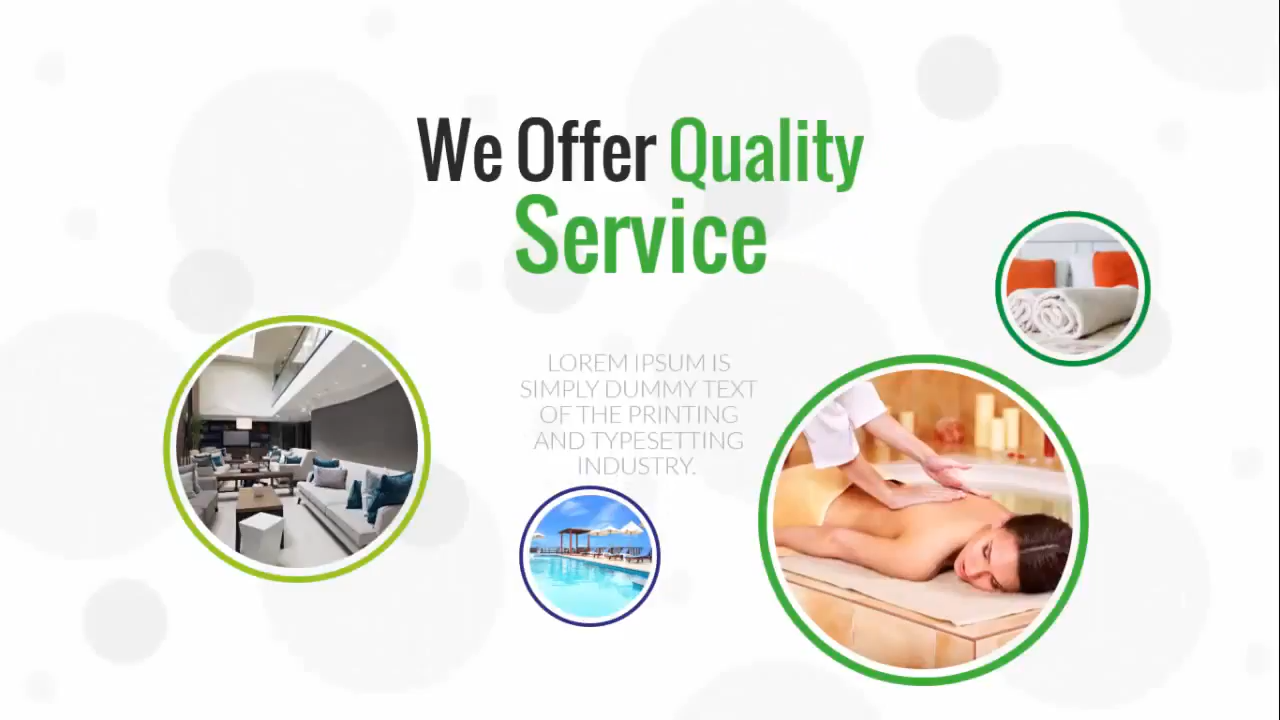 We Offer Quality
Service
LOREM IPSUM IS
SIMPLY DUMMY TEXT
OF THE PRINTING
AND TYPESETTING
INDUSTRY.